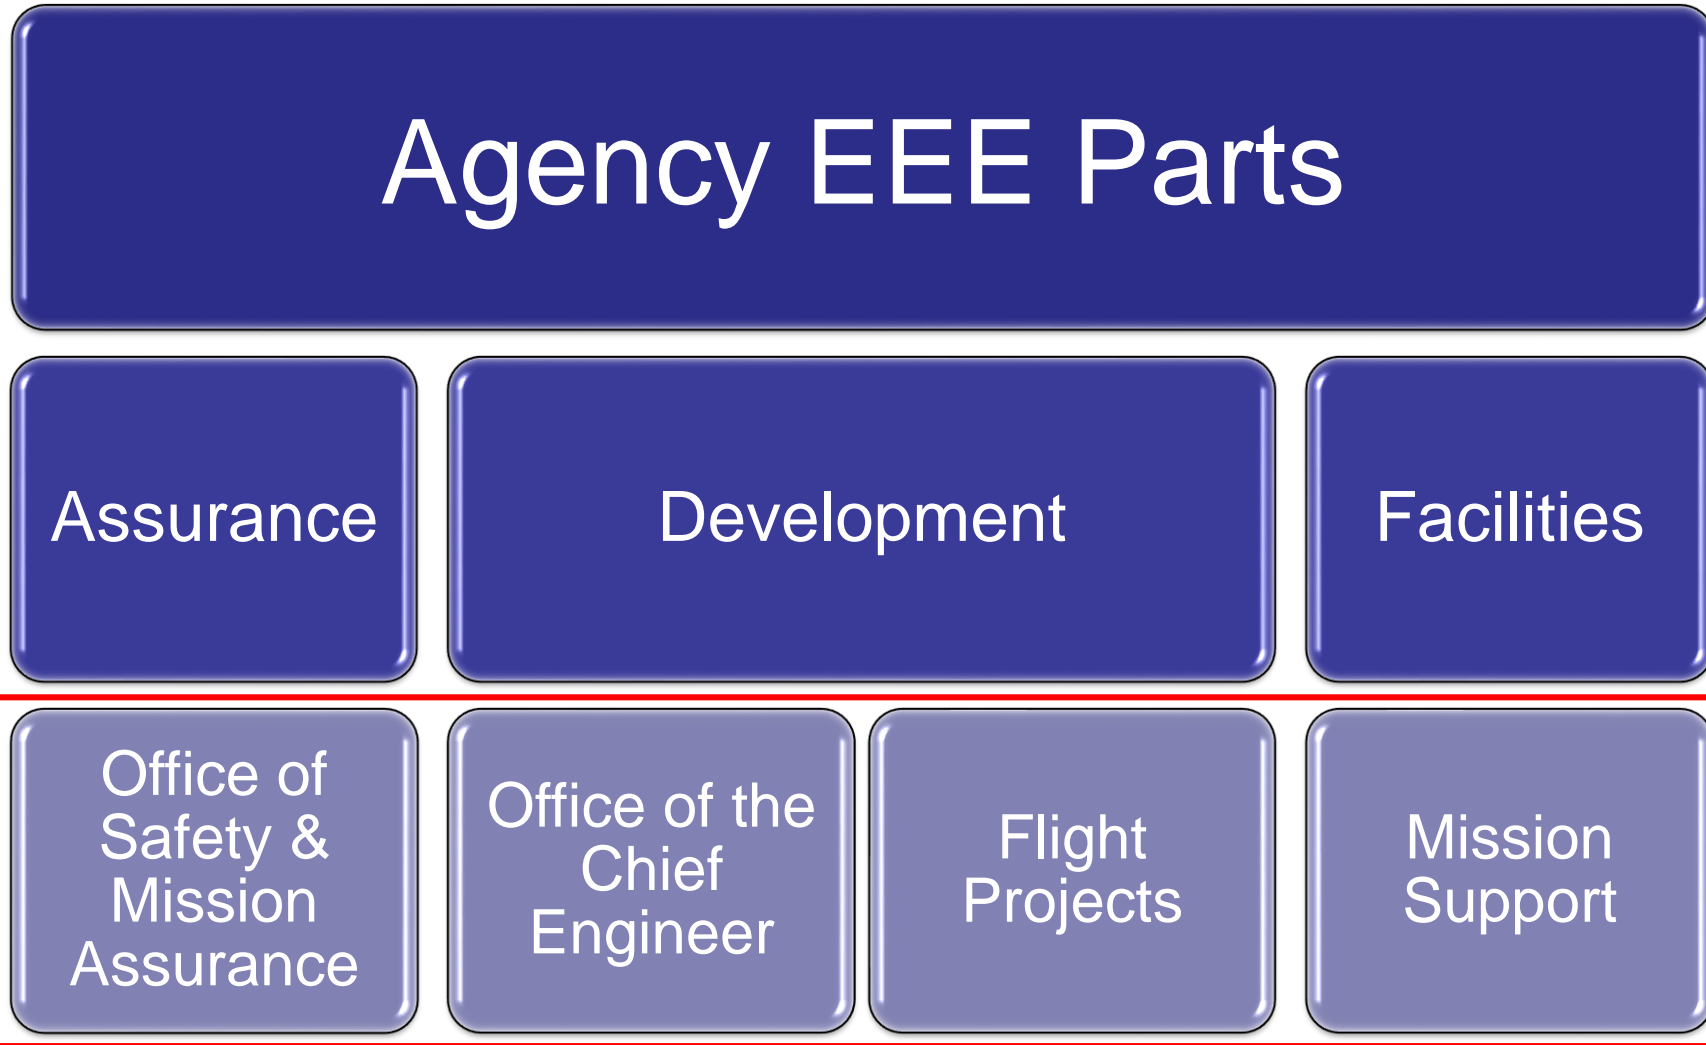 Agency EEE Parts
Assurance
Development
Facilities
Office of
Safety &
Mission
Assurance
Office of the
Chief
Engineer
Flight
Projects
Mission
Support